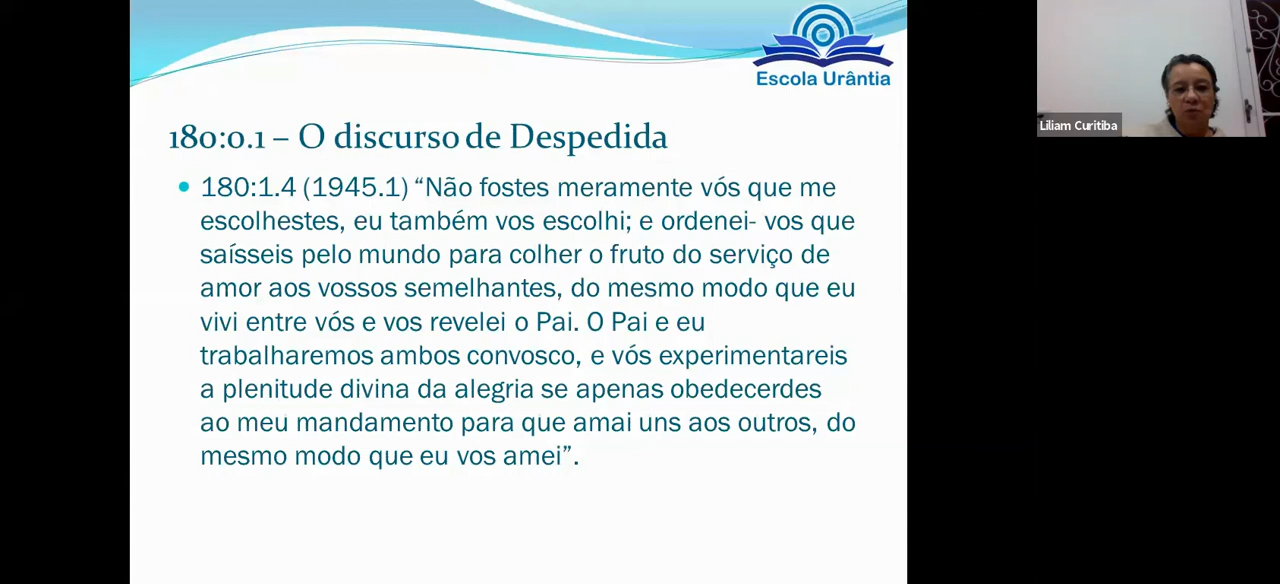 Escola Urântia
Liliam Curitiba
180:0.1 – O discurso de Despedida
• 180:1.4 (1945.1) “Não fostes meramente vós que me
escolhestes, eu também vos escolhi; e ordenei- vos que
saísseis pelo mundo para colher o fruto do serviço de
amor aos vossos semelhantes, do mesmo modo que eu
vivi entre vós e vos revelei o Pai. O Pai e eu
trabalharemos ambos convosco, e vós experimentareis
a plenitude divina da alegria se apenas obedecerdes
ao meu mandamento para que amai uns aos outros, do
mesmo modo que eu vos amei”.